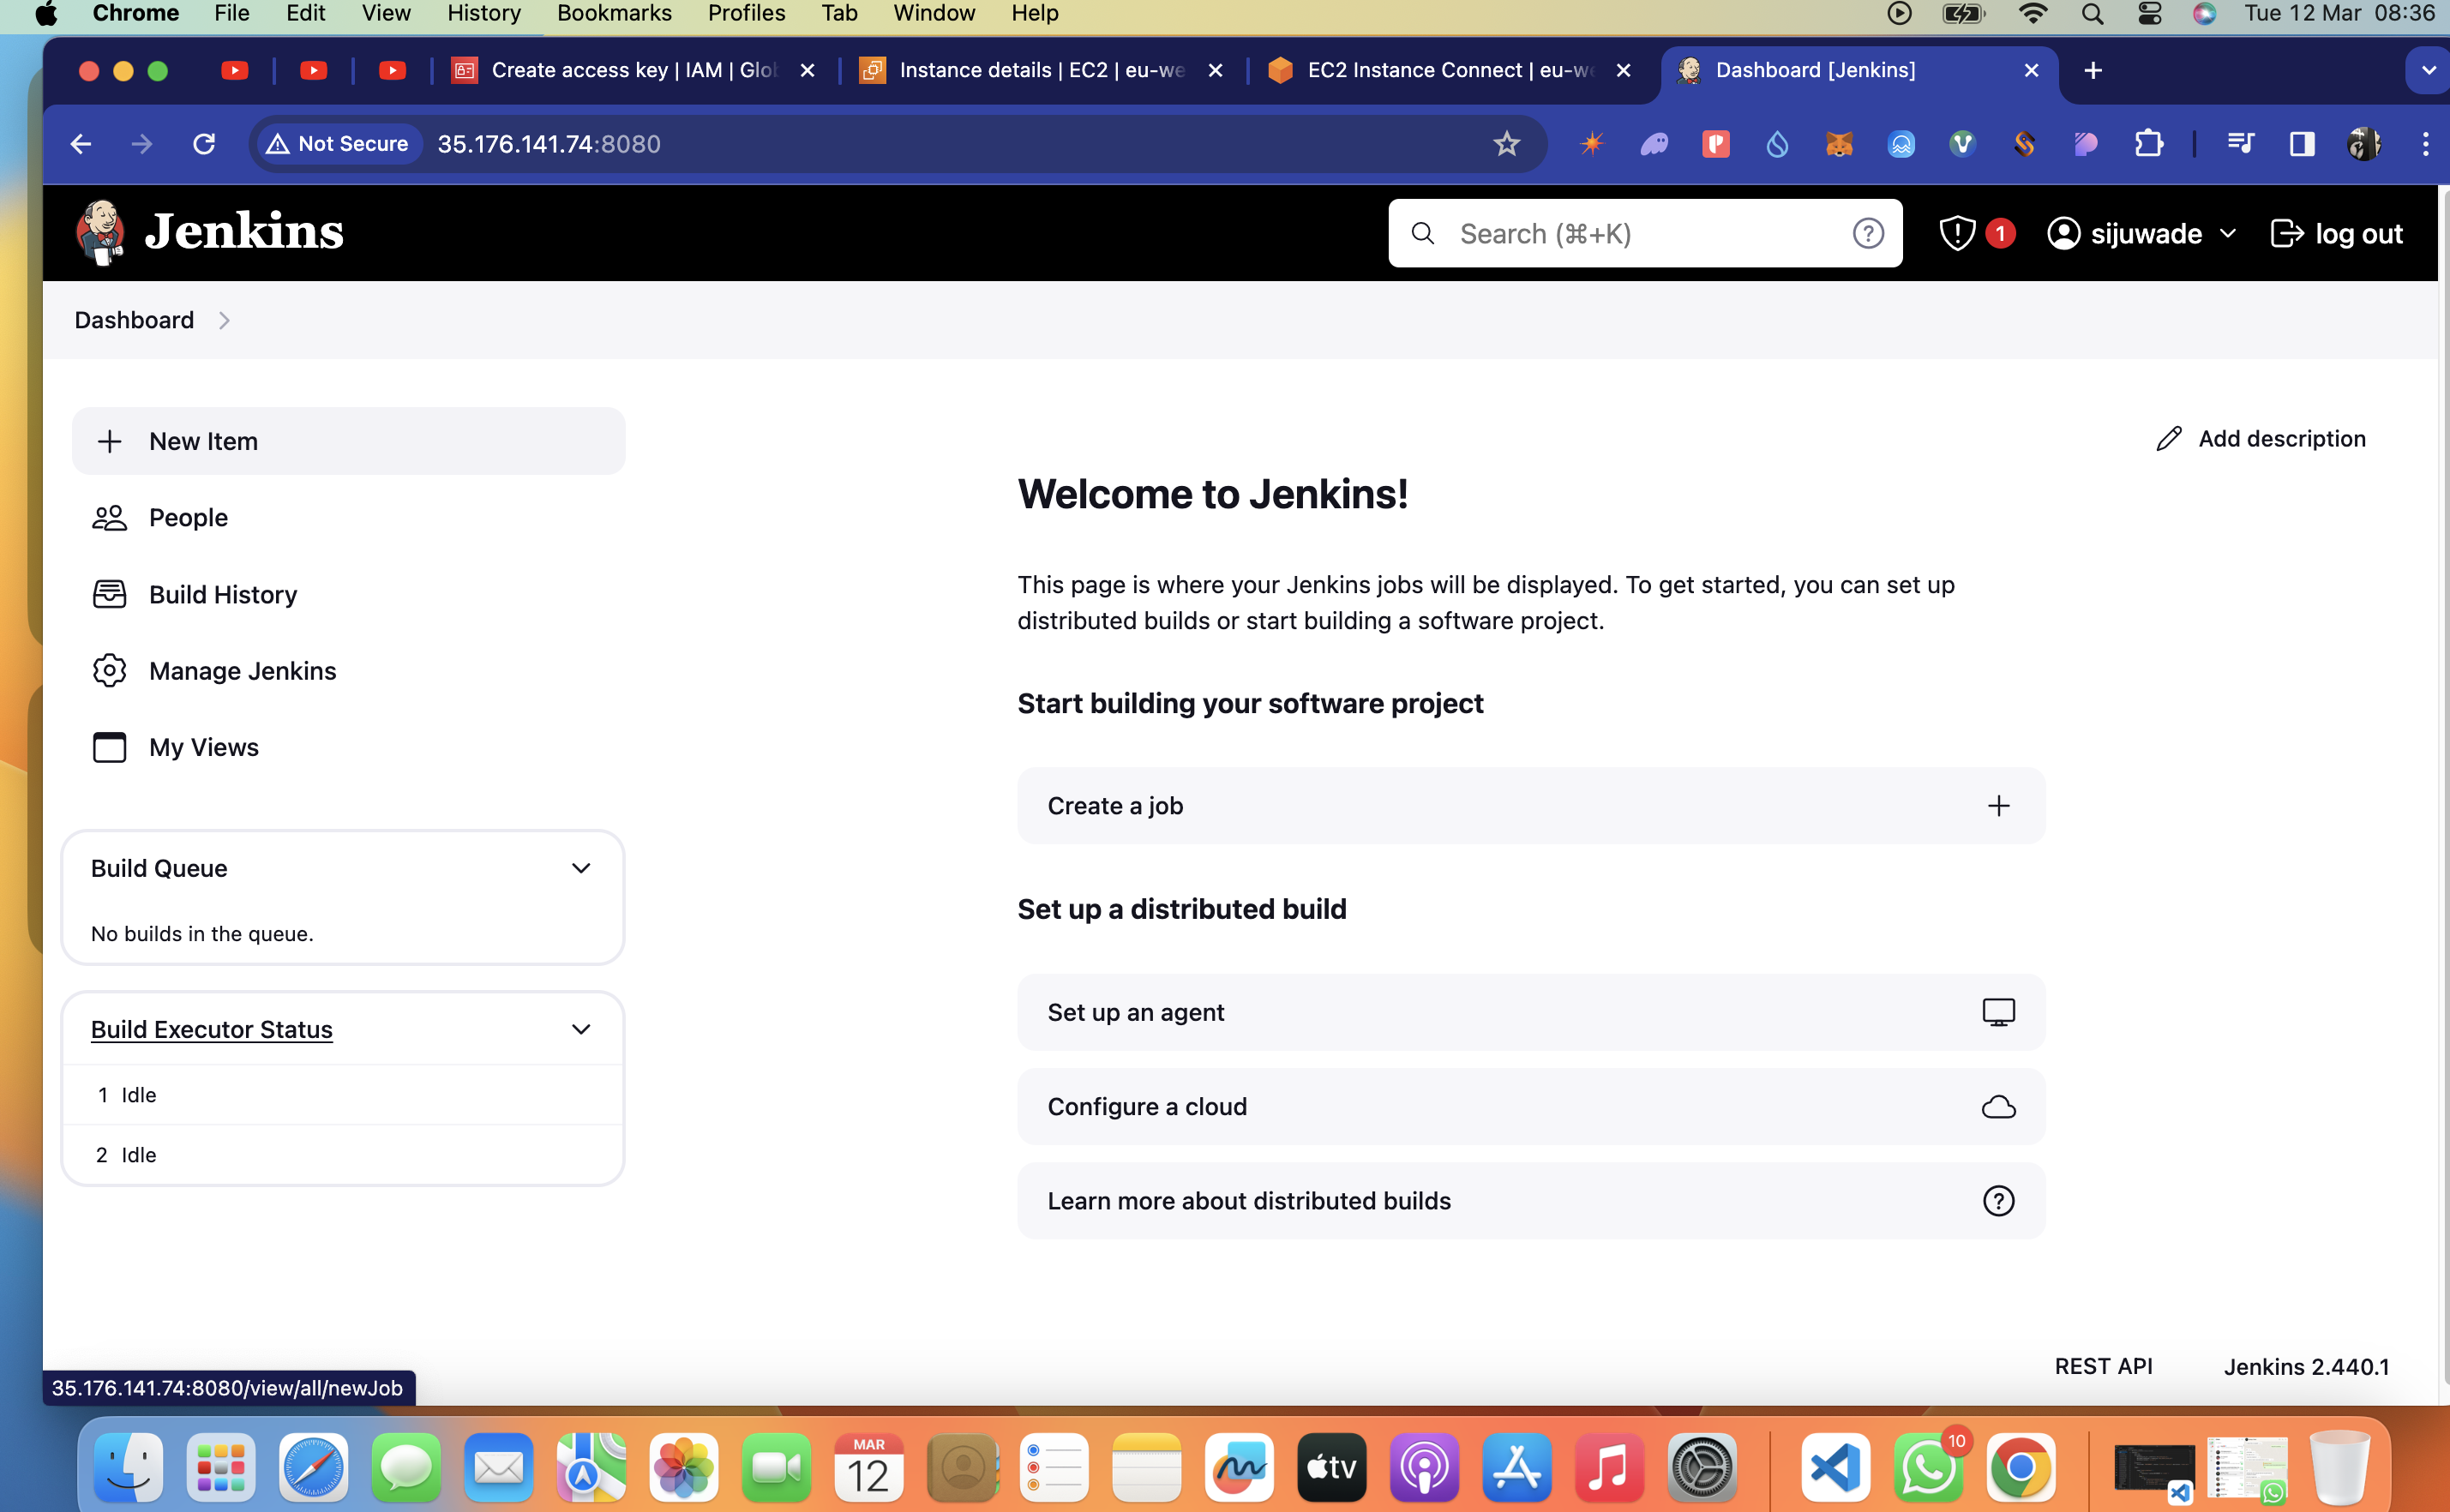 Chrome File Edit View History Bookmarks Profiles Tab Window Help Tue 12 Mar 08:36
Create access key | IAM | Glo Instance details | EC2 | eu-we EC2 Instance Connect | eu-we Dashboard [Jenkins]
Not Secure 35.176.141.74:8080
Jenkins Search (⌘+K) 1 sijuwade log out
Dashboard
New Item
People
Build History
Manage Jenkins
My Views
Build Queue
No builds in the queue.
Build Executor Status
1 Idle
2 Idle
Add description
Welcome to Jenkins!
This page is where your Jenkins jobs will be displayed. To get started, you can set up
distributed builds or start building a software project.
Start building your software project
Create a job
Set up a distributed build
Set up an agent
Configure a cloud
Learn more about distributed builds
REST API Jenkins 2.440.1
35.176.141.74:8080/view/all/newJob
MAR
12
tv
10